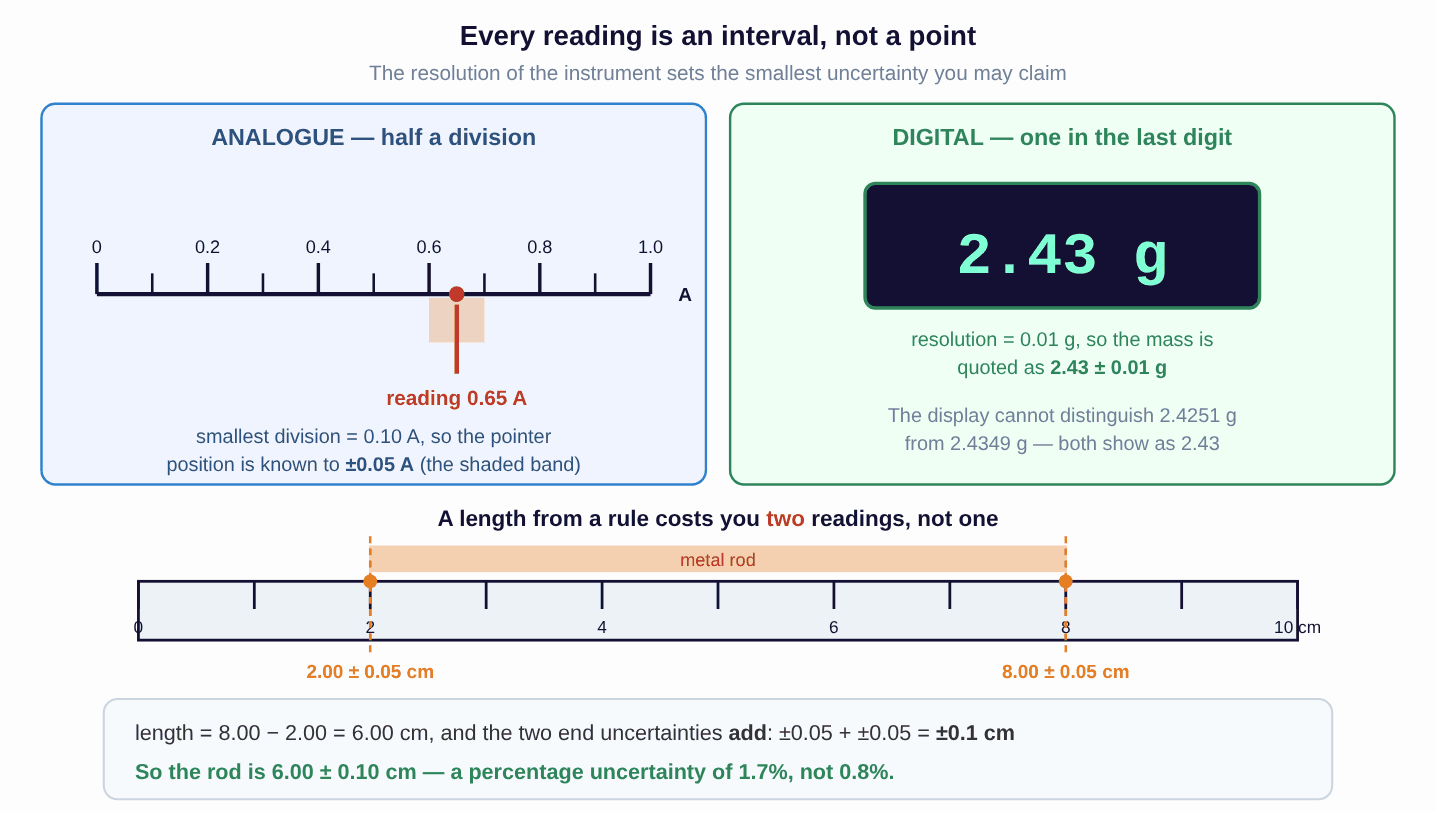 Every reading is an interval, not a point
The resolution of the instrument sets the smallest uncertainty you may claim
ANALOGUE — half a division
0 0.2 0.4 0.6 0.8 1.0
A
reading 0.65 A
smallest division = 0.10 A, so the pointer
position is known to ±0.05 A (the shaded band)
DIGITAL — one in the last digit
2.43 g
resolution = 0.01 g, so the mass is
quoted as 2.43 ± 0.01 g
The display cannot distinguish 2.4251 g
from 2.4349 g — both show as 2.43
A length from a rule costs you two readings, not one
metal rod
0 2 4 6 8 10 cm
2.00 ± 0.05 cm 8.00 ± 0.05 cm
length = 8.00 − 2.00 = 6.00 cm, and the two end uncertainties add: ±0.05 + ±0.05 = ±0.1 cm
So the rod is 6.00 ± 0.10 cm — a percentage uncertainty of 1.7%, not 0.8%.